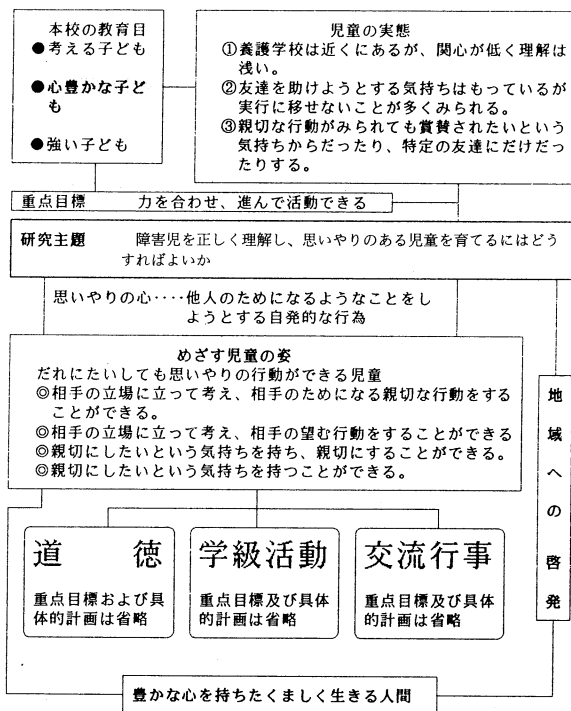 本校の教育目
●考える子ども
●心豊かな子ど
も
●強い子ども
児童の実態
①養護学校は近くにあるが、関心が低く理解は
浅い。
②友達を助けようとする気持ちはもっているが
実行に移せないことが多くみられる。
③親切な行動がみられても賞賛されたいという
気持ちからだったり、特定の友達にだけだっ
たりする。
重点目標　力を合わせ、進んで活動できる
研究主題　障害児を正しく理解し、思いやりのある児童を育てるにはどう
すればよいか
思いやりの心‥‥他人のためになるようなことをし
ようとする自発的な行為
めざす児童の姿
だれにたいしても思いやりの行動ができる児童
◎相手の立場に立って考え、相手のためになる親切な行動をする
ことができる。
◎相手の立場に立って考え、相手の望む行動をすることができる
◎親切にしたいという気持ちを持ち、親切にすることができる。
◎親切にしたいという気持ちを持つことができる。
地域への啓発
道　徳
重点目標および具
体的計画は省略
学級活動
重点目標及び具体
的計画は省略
交流行事
重点目標及び具体
的計画は省略
豊かな心を持ちたくましく生きる人間